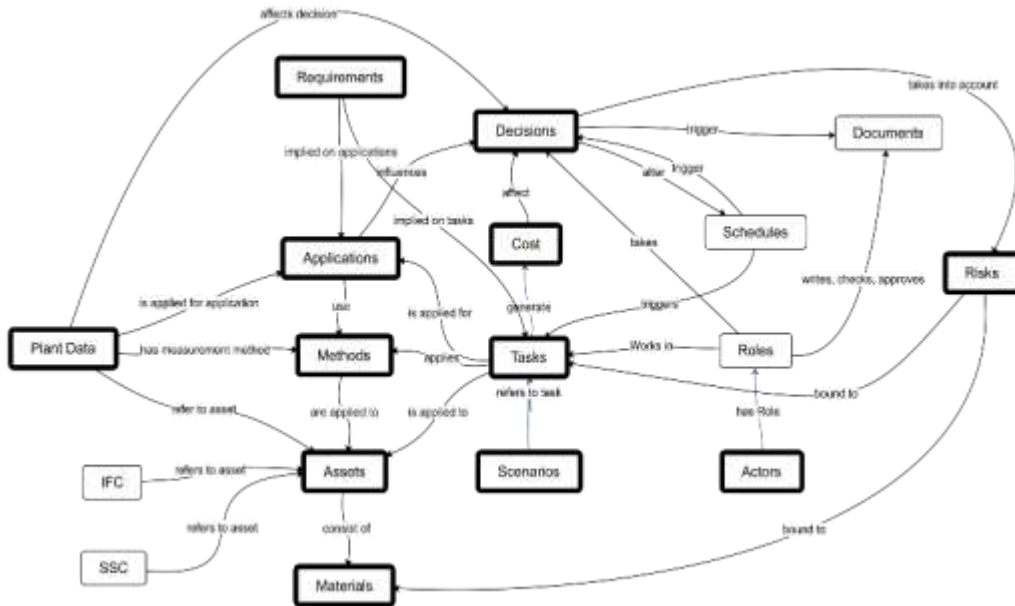 affects decision
Requirements
takes into account
Decisions
trigger
Documents
implied on applications
influences
alter
trigger
affect
implied on tasks
Cost
takes
Schedules
Applications
writes, checks, approves
Risks
is applied for application
use
is applied for
generate
triggers
Plant Data
has measurement method
Methods
applies
Tasks
Works in
Roles
refer to asset
are applied to
is applied to
refers to task
has Role
bound to
IFC
refers to asset
Assets
Scenarios
Actors
refers to asset
consist of
bound to
SSC
Materials